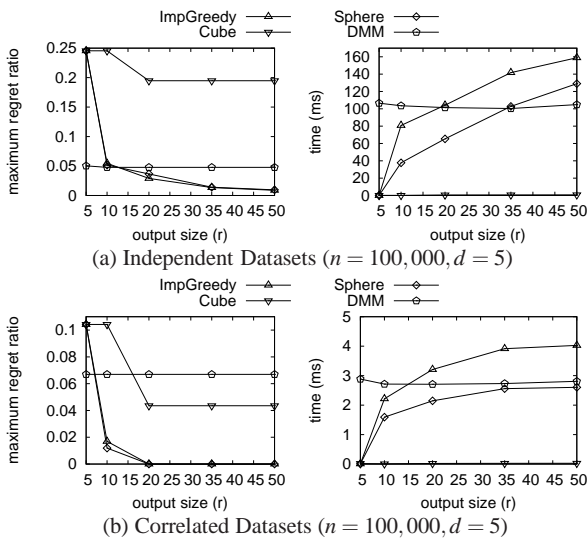 ImpGreedy Sphere
Cube DMM
0.25
0.2
0.15
0.1
0.05
0
maximum regret ratio
5 10 15 20 25 30 35 40 45 50
output size (r)
160
140
120
100
80
60
40
20
0
time (ms)
5 10 15 20 25 30 35 40 45 50
output size (r)
(a) Independent Datasets (n = 100,000, d = 5)
ImpGreedy Sphere
Cube DMM
0.1
0.08
0.06
0.04
0.02
0
maximum regret ratio
5 10 15 20 25 30 35 40 45 50
output size (r)
5
4
3
2
1
0
time (ms)
5 10 15 20 25 30 35 40 45 50
output size (r)
(b) Correlated Datasets (n = 100,000, d = 5)